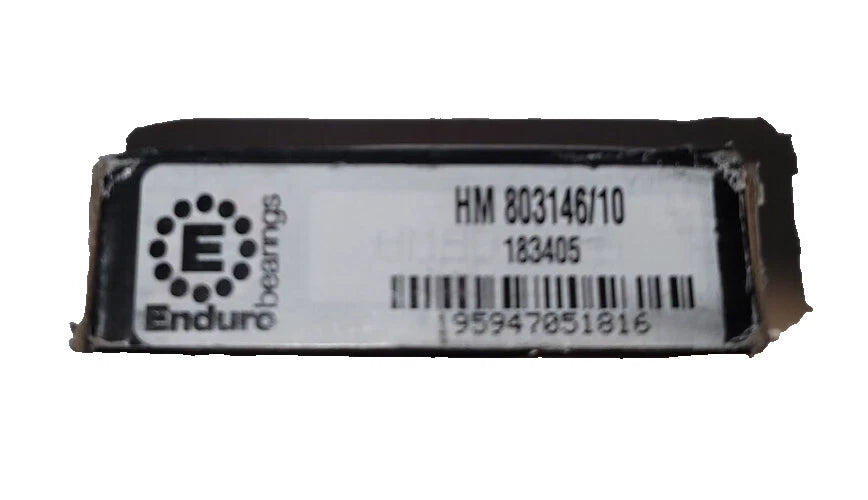 E
Enduro
bearings
HM 803146/10
183405
195947051816